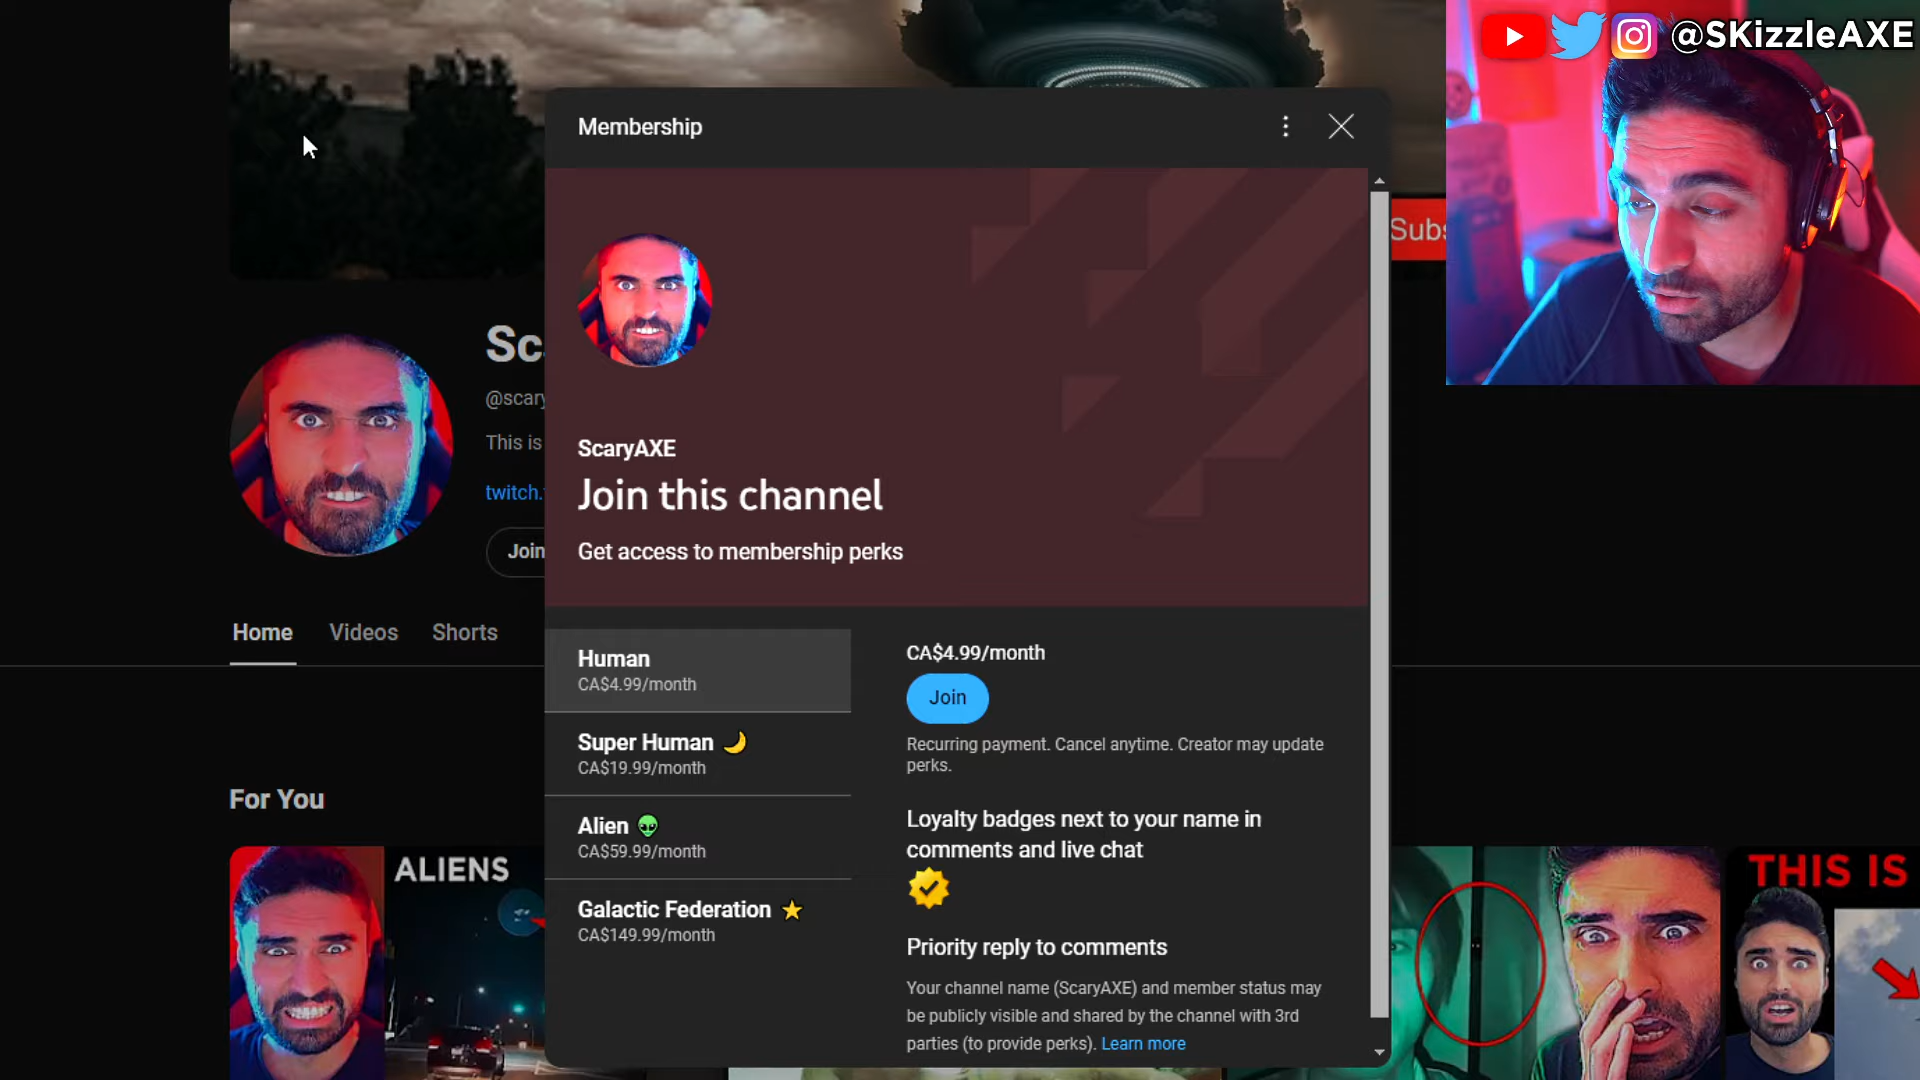 @SKizzleAXE
Membership
Subs
Sc
@scary
This is
twitch.
Join
ScaryAXE
Join this channel
Get access to membership perks
Home Videos Shorts
Human
CA$4.99/month
Super Human 🌙
CA$19.99/month
Alien 👽
CA$59.99/month
Galactic Federation ⭐
CA$149.99/month
CA$4.99/month
Join
Recurring payment. Cancel anytime. Creator may update
perks.
Loyalty badges next to your name in
comments and live chat
Priority reply to comments
Your channel name (ScaryAXE) and member status may
be publicly visible and shared by the channel with 3rd
parties (to provide perks). Learn more
For You
ALIENS
THIS IS